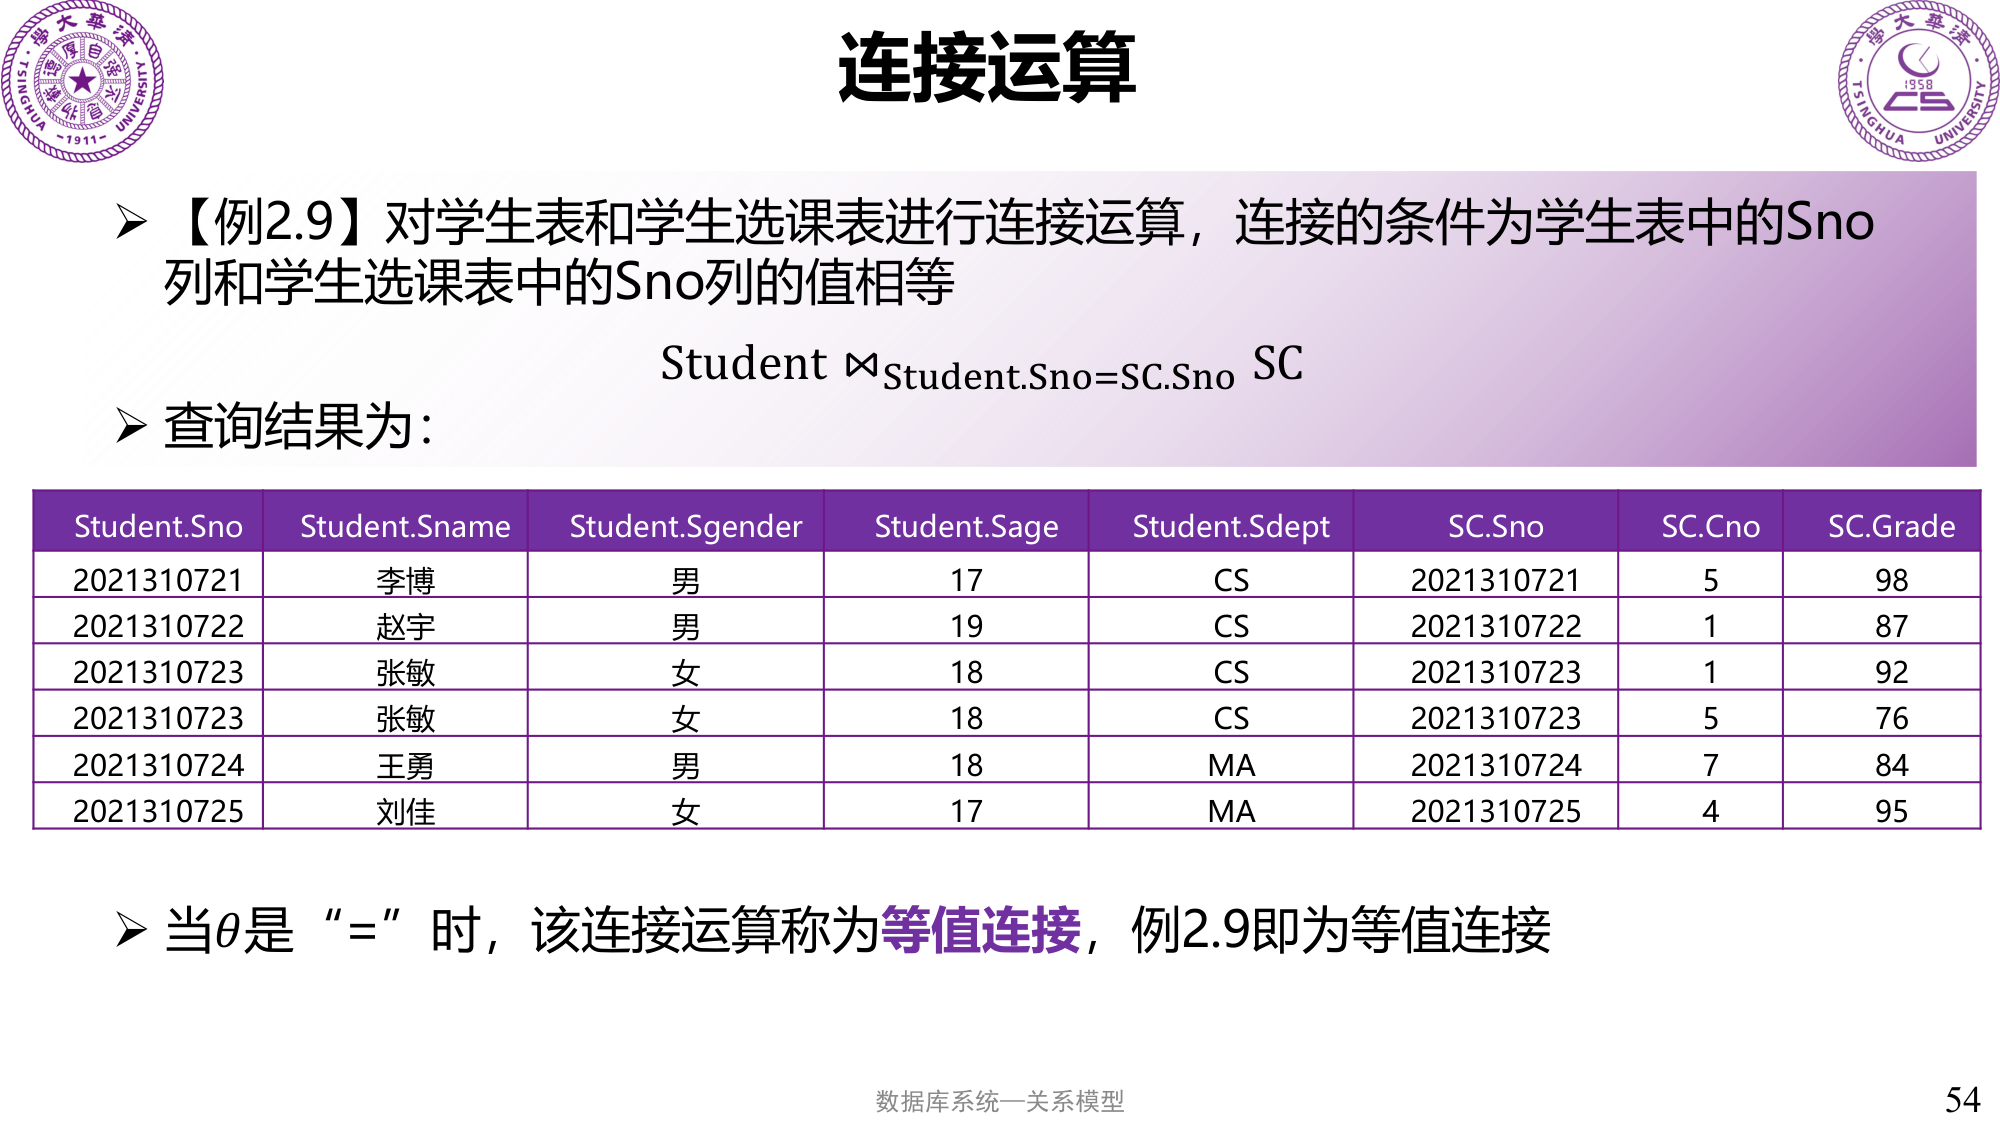 连接运算
【例2.9】对学生表和学生选课表进行连接运算，连接的条件为学生表中的Sno
列和学生选课表中的Sno列的值相等
Student ⋈Student.Sno=SC.Sno SC
查询结果为：
Student.Sno Student.Sname Student.Sgender Student.Sage Student.Sdept SC.Sno SC.Cno SC.Grade
2021310721 李博 男 17 CS 2021310721 5 98
2021310722 赵宇 男 19 CS 2021310722 1 87
2021310723 张敏 女 18 CS 2021310723 1 92
2021310723 张敏 女 18 CS 2021310723 5 76
2021310724 王勇 男 18 MA 2021310724 7 84
2021310725 刘佳 女 17 MA 2021310725 4 95
当θ是“=”时，该连接运算称为等值连接，例2.9即为等值连接
数据库系统—关系模型
54
TSINGHUA UNIVERSITY
-1911-
1958
TSINGHUA UNIVERSITY